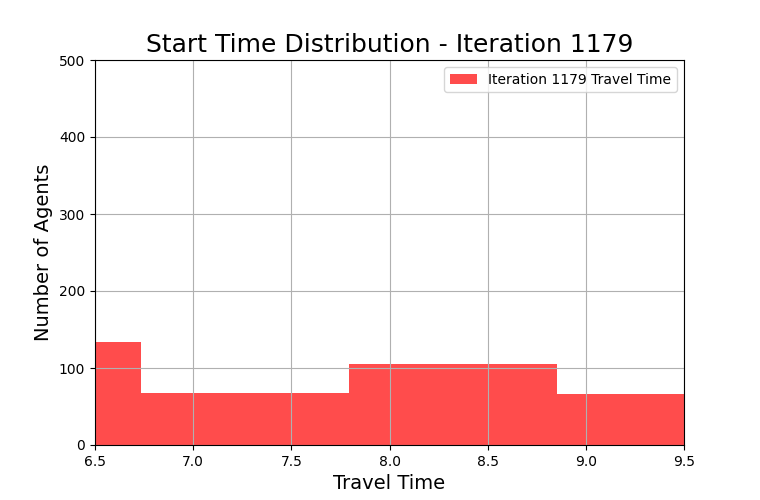 Start Time Distribution - Iteration 1179
Iteration 1179 Travel Time
Number of Agents
500
400
300
200
100
0
6.5 7.0 7.5 8.0 8.5 9.0 9.5
Travel Time